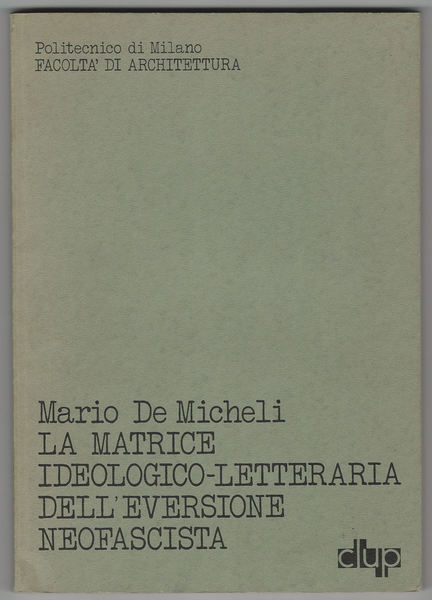 Politecnico di Milano
FACOLTA' DI ARCHITETTURA
Mario De Micheli
LA MATRICE
IDEOLOGICO-LETTERARIA
DELL'EVERSIONE
NEOFASCISTA
clup